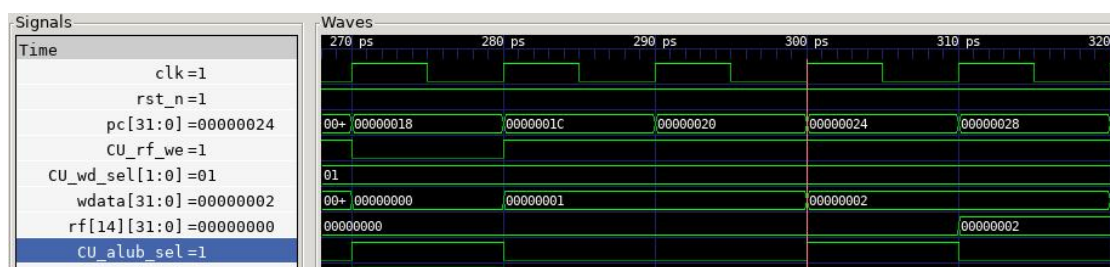 Signals
Waves
Time
270 ps 280 ps 290 ps 300 ps 310 ps 320
clk=1
rst_n=1
pc[31:0]=00000024 00+ 00000018 0000001C 00000020 00000024 00000028
CU_rf_we=1
CU_wd_sel[1:0]=01 01
wdata[31:0]=00000002 00+ 00000000 00000001 00000002
rf[14][31:0]=00000000 00000000 00000002
CU_alub_sel=1